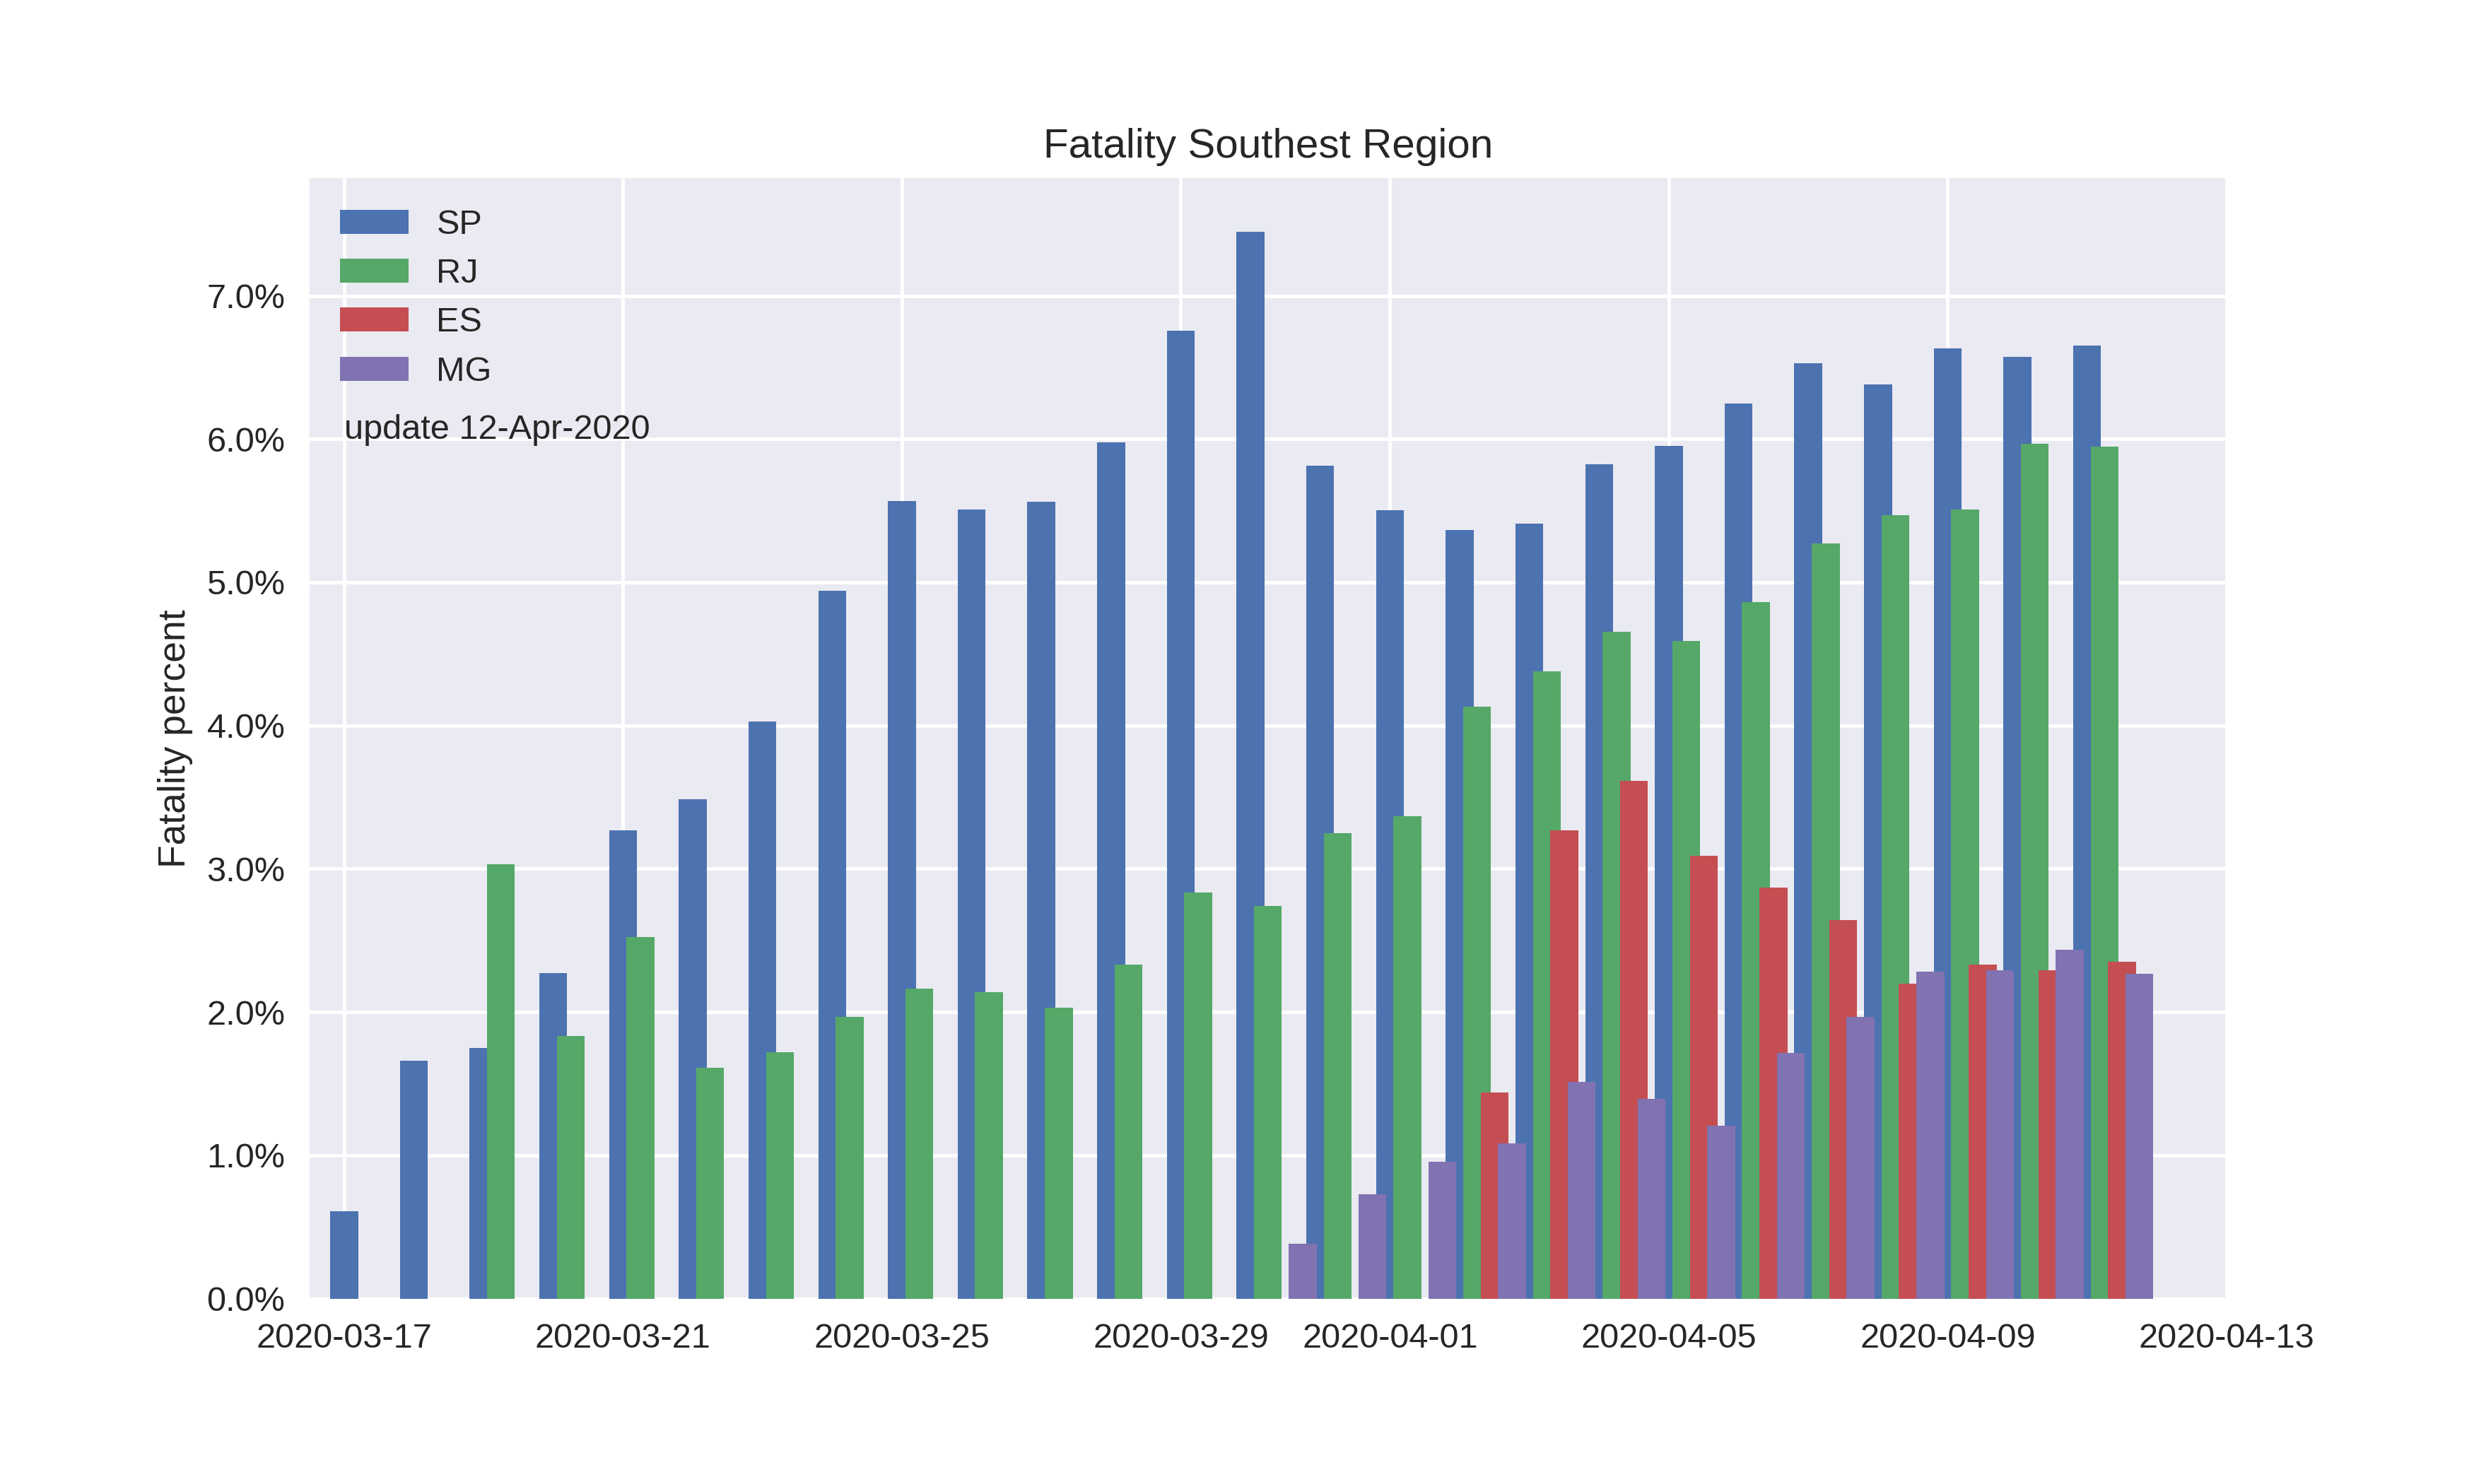 Fatality Southest Region
SP
RJ
ES
MG
update 12-Apr-2020
Fatality percent
7.0%
6.0%
5.0%
4.0%
3.0%
2.0%
1.0%
0.0%
2020-03-17 2020-03-21 2020-03-25 2020-03-29 2020-04-01 2020-04-05 2020-04-09 2020-04-13